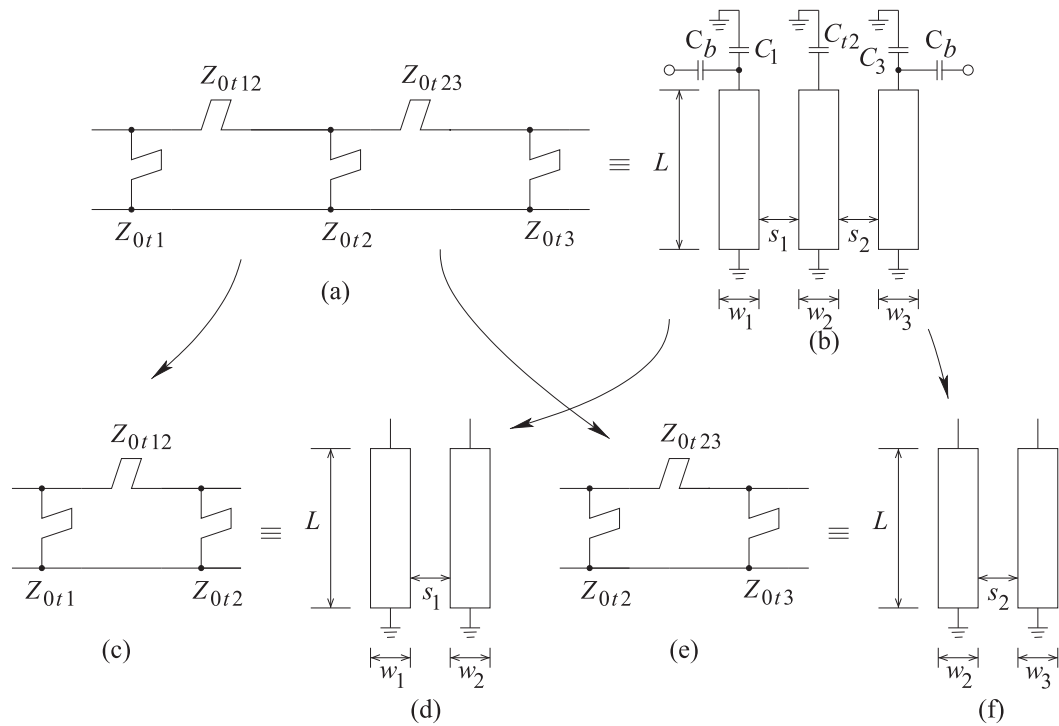 Z0t12 Z0t23
Z0t1 Z0t2 Z0t3
(a)
≡
Cb C1 Ct2 C3 Cb
L
s1 s2
w1 w2 w3
(b)
Z0t12
Z0t1 Z0t2
(c)
≡
L
s1
w1 w2
(d)
Z0t23
Z0t2 Z0t3
(e)
≡
L
s2
w2 w3
(f)